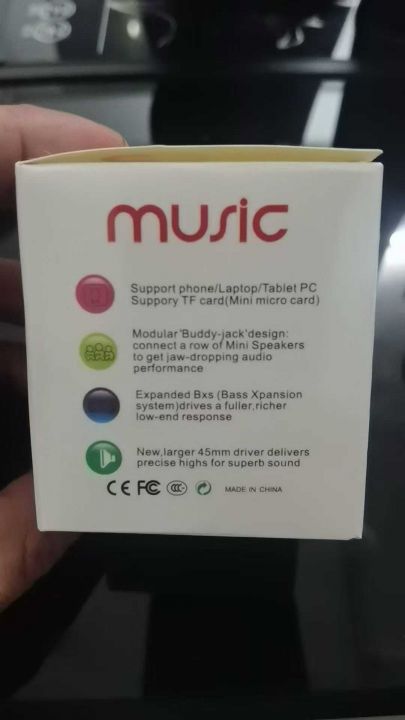 music
Support phone/Laptop/Tablet PC
Suppory TF card(Mini micro card)
Modular 'Buddy-jack'design:
connect a row of Mini Speakers
to get jaw-dropping audio
performance
Expanded Bxs (Bass Xpansion
system)drives a fuller,richer
low-end response
New,larger 45mm driver delivers
precise highs for superb sound
CE FC CCC MADE IN CHINA